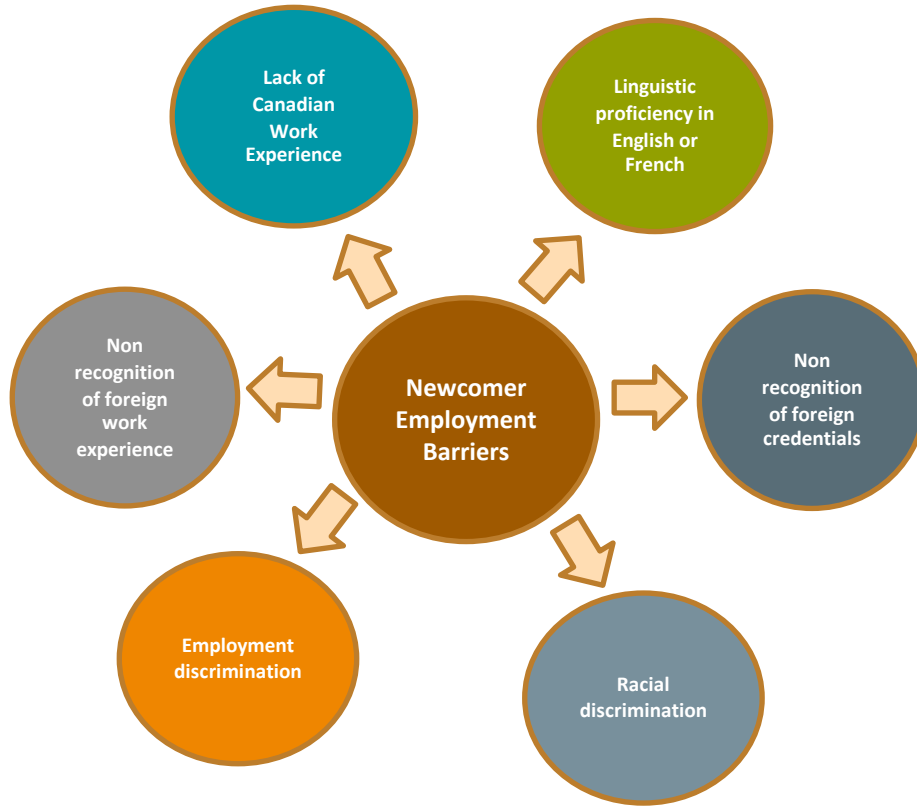 Lack of
Canadian
Work
Experience
Linguistic
proficiency in
English or
French
Non
recognition
of foreign
work
experience
Newcomer
Employment
Barriers
Non
recognition
of foreign
credentials
Employment
discrimination
Racial
discrimination